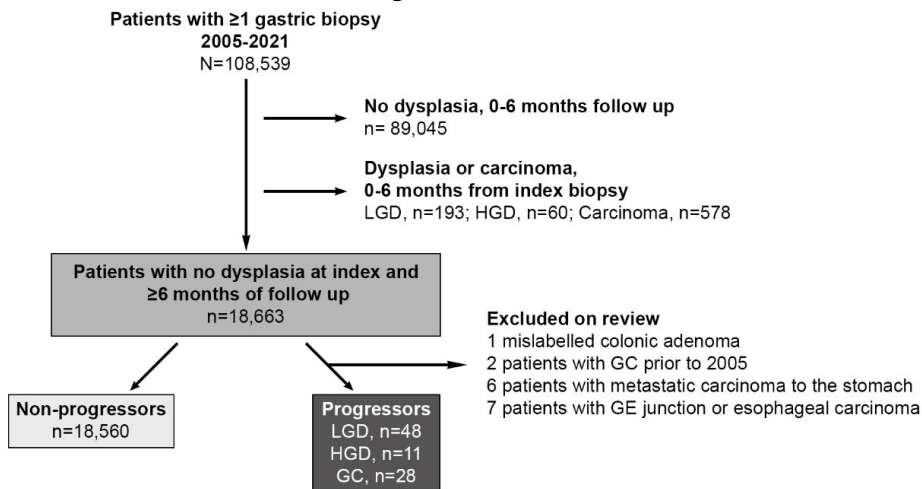 Patients with ≥1 gastric biopsy
2005-2021
N=108,539
No dysplasia, 0-6 months follow up
n= 89,045
Dysplasia or carcinoma,
0-6 months from index biopsy
LGD, n=193; HGD, n=60; Carcinoma, n=578
Patients with no dysplasia at index and
≥6 months of follow up
n=18,663
Excluded on review
1 mislabelled colonic adenoma
2 patients with GC prior to 2005
6 patients with metastatic carcinoma to the stomach
7 patients with GE junction or esophageal carcinoma
Non-progressors
n=18,560
Progressors
LGD, n=48
HGD, n=11
GC, n=28